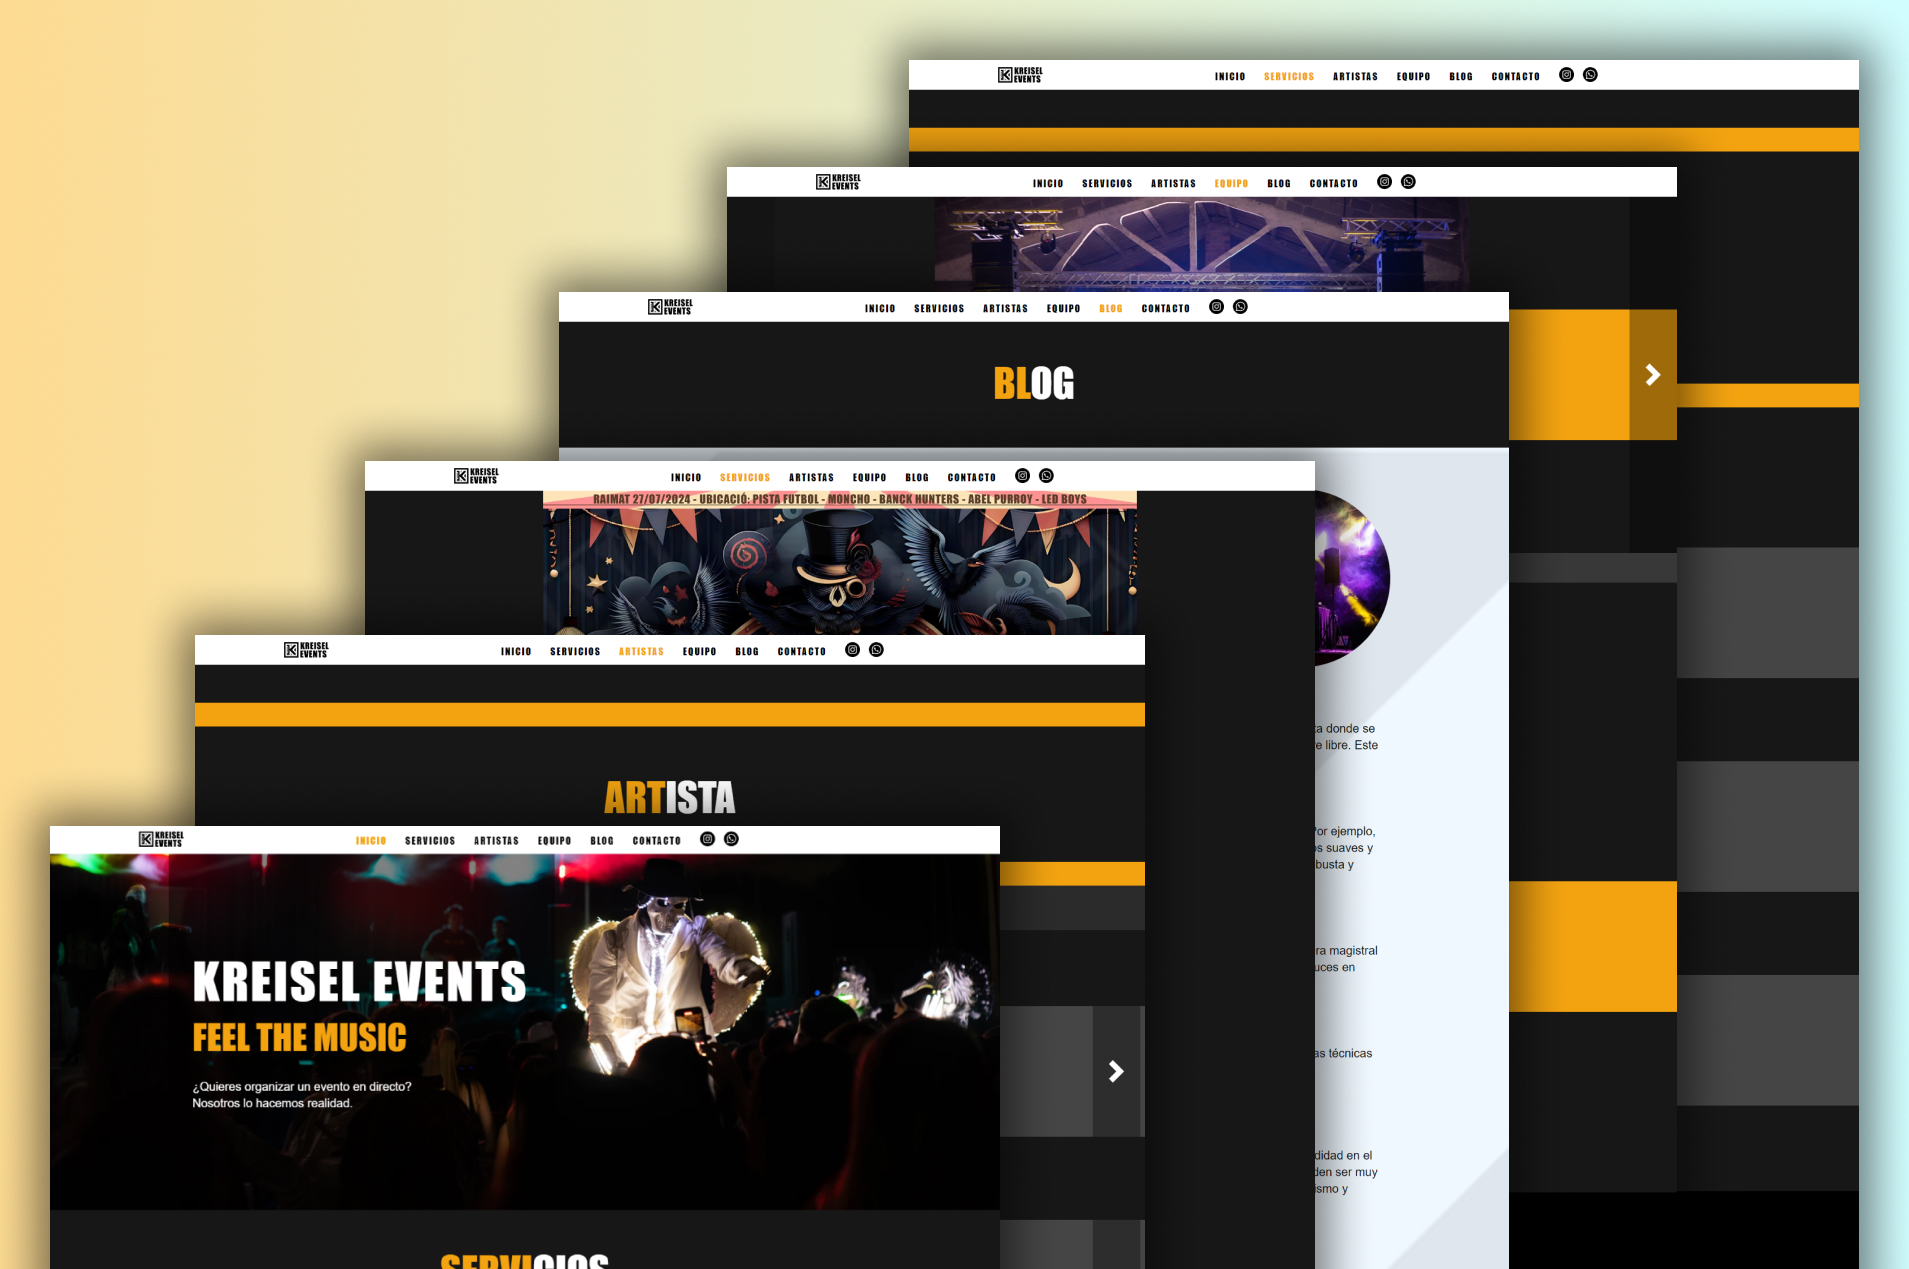 KREISEL
EVENTS
INICIO SERVICIOS ARTISTAS EQUIPO BLOG CONTACTO
KREISEL
EVENTS
INICIO SERVICIOS ARTISTAS EQUIPO BLOG CONTACTO
KREISEL
EVENTS
INICIO SERVICIOS ARTISTAS EQUIPO BLOG CONTACTO
BLOG
KREISEL
EVENTS
INICIO SERVICIOS ARTISTAS EQUIPO BLOG CONTACTO
RAIMAT 27/07/2024 - UBICACIÓ: PISTA FUTBOL - MONCHO - BANCK HUNTERS - ABEL PURROY - LED BOYS
donde se
libre. Este
Por ejemplo,
suaves y
busta y
ra magistral
uces en
as técnicas
didad en el
den ser muy
ismo y
KREISEL
EVENTS
INICIO SERVICIOS ARTISTAS EQUIPO BLOG CONTACTO
ARTISTA
KREISEL
EVENTS
INICIO SERVICIOS ARTISTAS EQUIPO BLOG CONTACTO
KREISEL EVENTS
FEEL THE MUSIC
¿Quieres organizar un evento en directo?
Nosotros lo hacemos realidad.
SERVICIOS